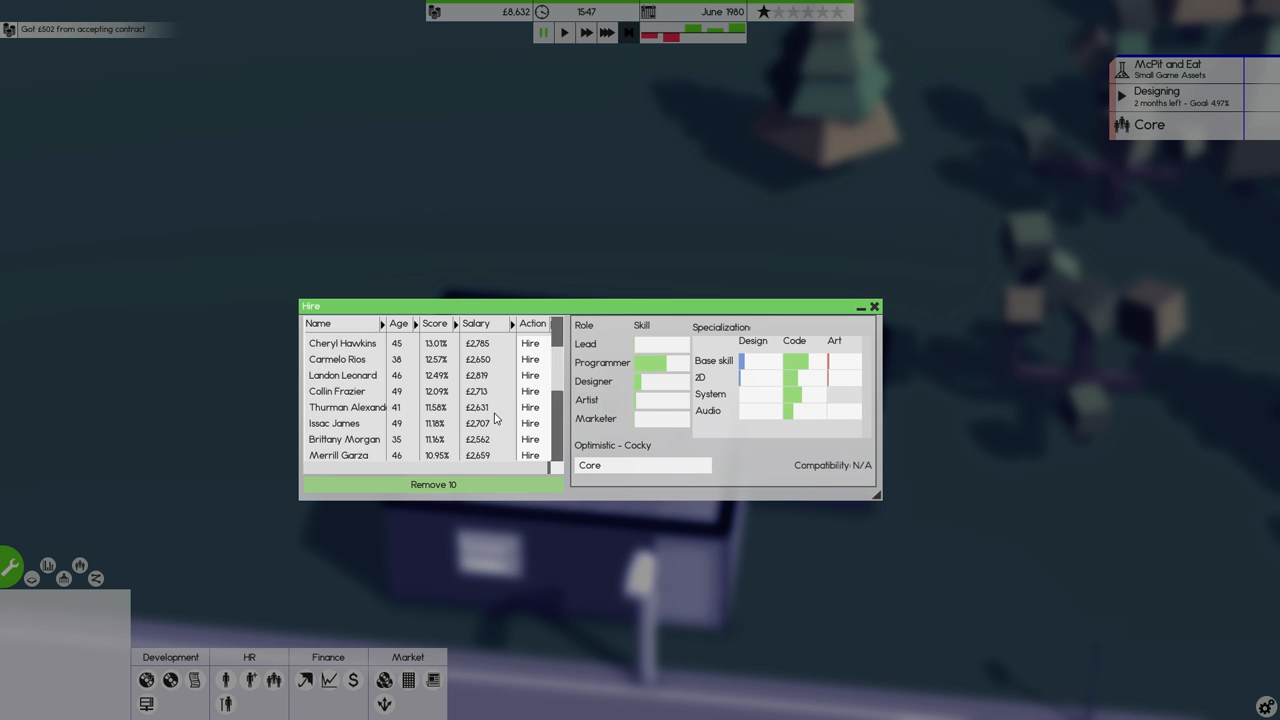 £8,632
15:47
June 1980
Got £502 from accepting contract
McPit and Eat
Small Game Assets
Designing
2 months left - Goal: 4.97%
Core
Hire
Name Age Score Salary Action
Cheryl Hawkins 45 13.01% £2,785 Hire
Carmelo Rios 38 12.57% £2,650 Hire
Landon Leonard 46 12.49% £2,819 Hire
Collin Frazier 49 12.09% £2,713 Hire
Thurman Alexand 41 11.58% £2,631 Hire
Issac James 49 11.18% £2,707 Hire
Brittany Morgan 35 11.16% £2,562 Hire
Merrill Garza 46 10.95% £2,659 Hire
Remove 10
Role Skill
Lead
Programmer
Designer
Artist
Marketer
Specialization
Design Code Art
Base skill
2D
System
Audio
Optimistic - Cocky
Core
Compatibility: N/A
Development HR Finance Market